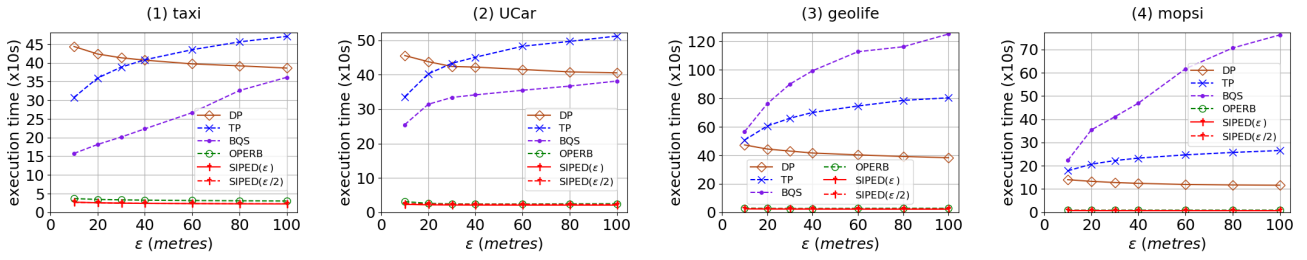 (1) taxi
execution time (x10s)
45
40
35
30
25
20
15
10
5
0
DP
TP
BQS
OPERB
SIPED(ε)
SIPED(ε/2)
0 20 40 60 80 100
ε (metres)
(2) UCar
execution time (x10s)
50
40
30
20
10
0
DP
TP
BQS
OPERB
SIPED(ε)
SIPED(ε/2)
0 20 40 60 80 100
ε (metres)
(3) geolife
execution time (x10s)
120
100
80
60
40
20
0
DP
TP
BQS
OPERB
SIPED(ε)
SIPED(ε/2)
0 20 40 60 80 100
ε (metres)
(4) mopsi
execution time (x10s)
70
60
50
40
30
20
10
0
DP
TP
BQS
OPERB
SIPED(ε)
SIPED(ε/2)
0 20 40 60 80 100
ε (metres)